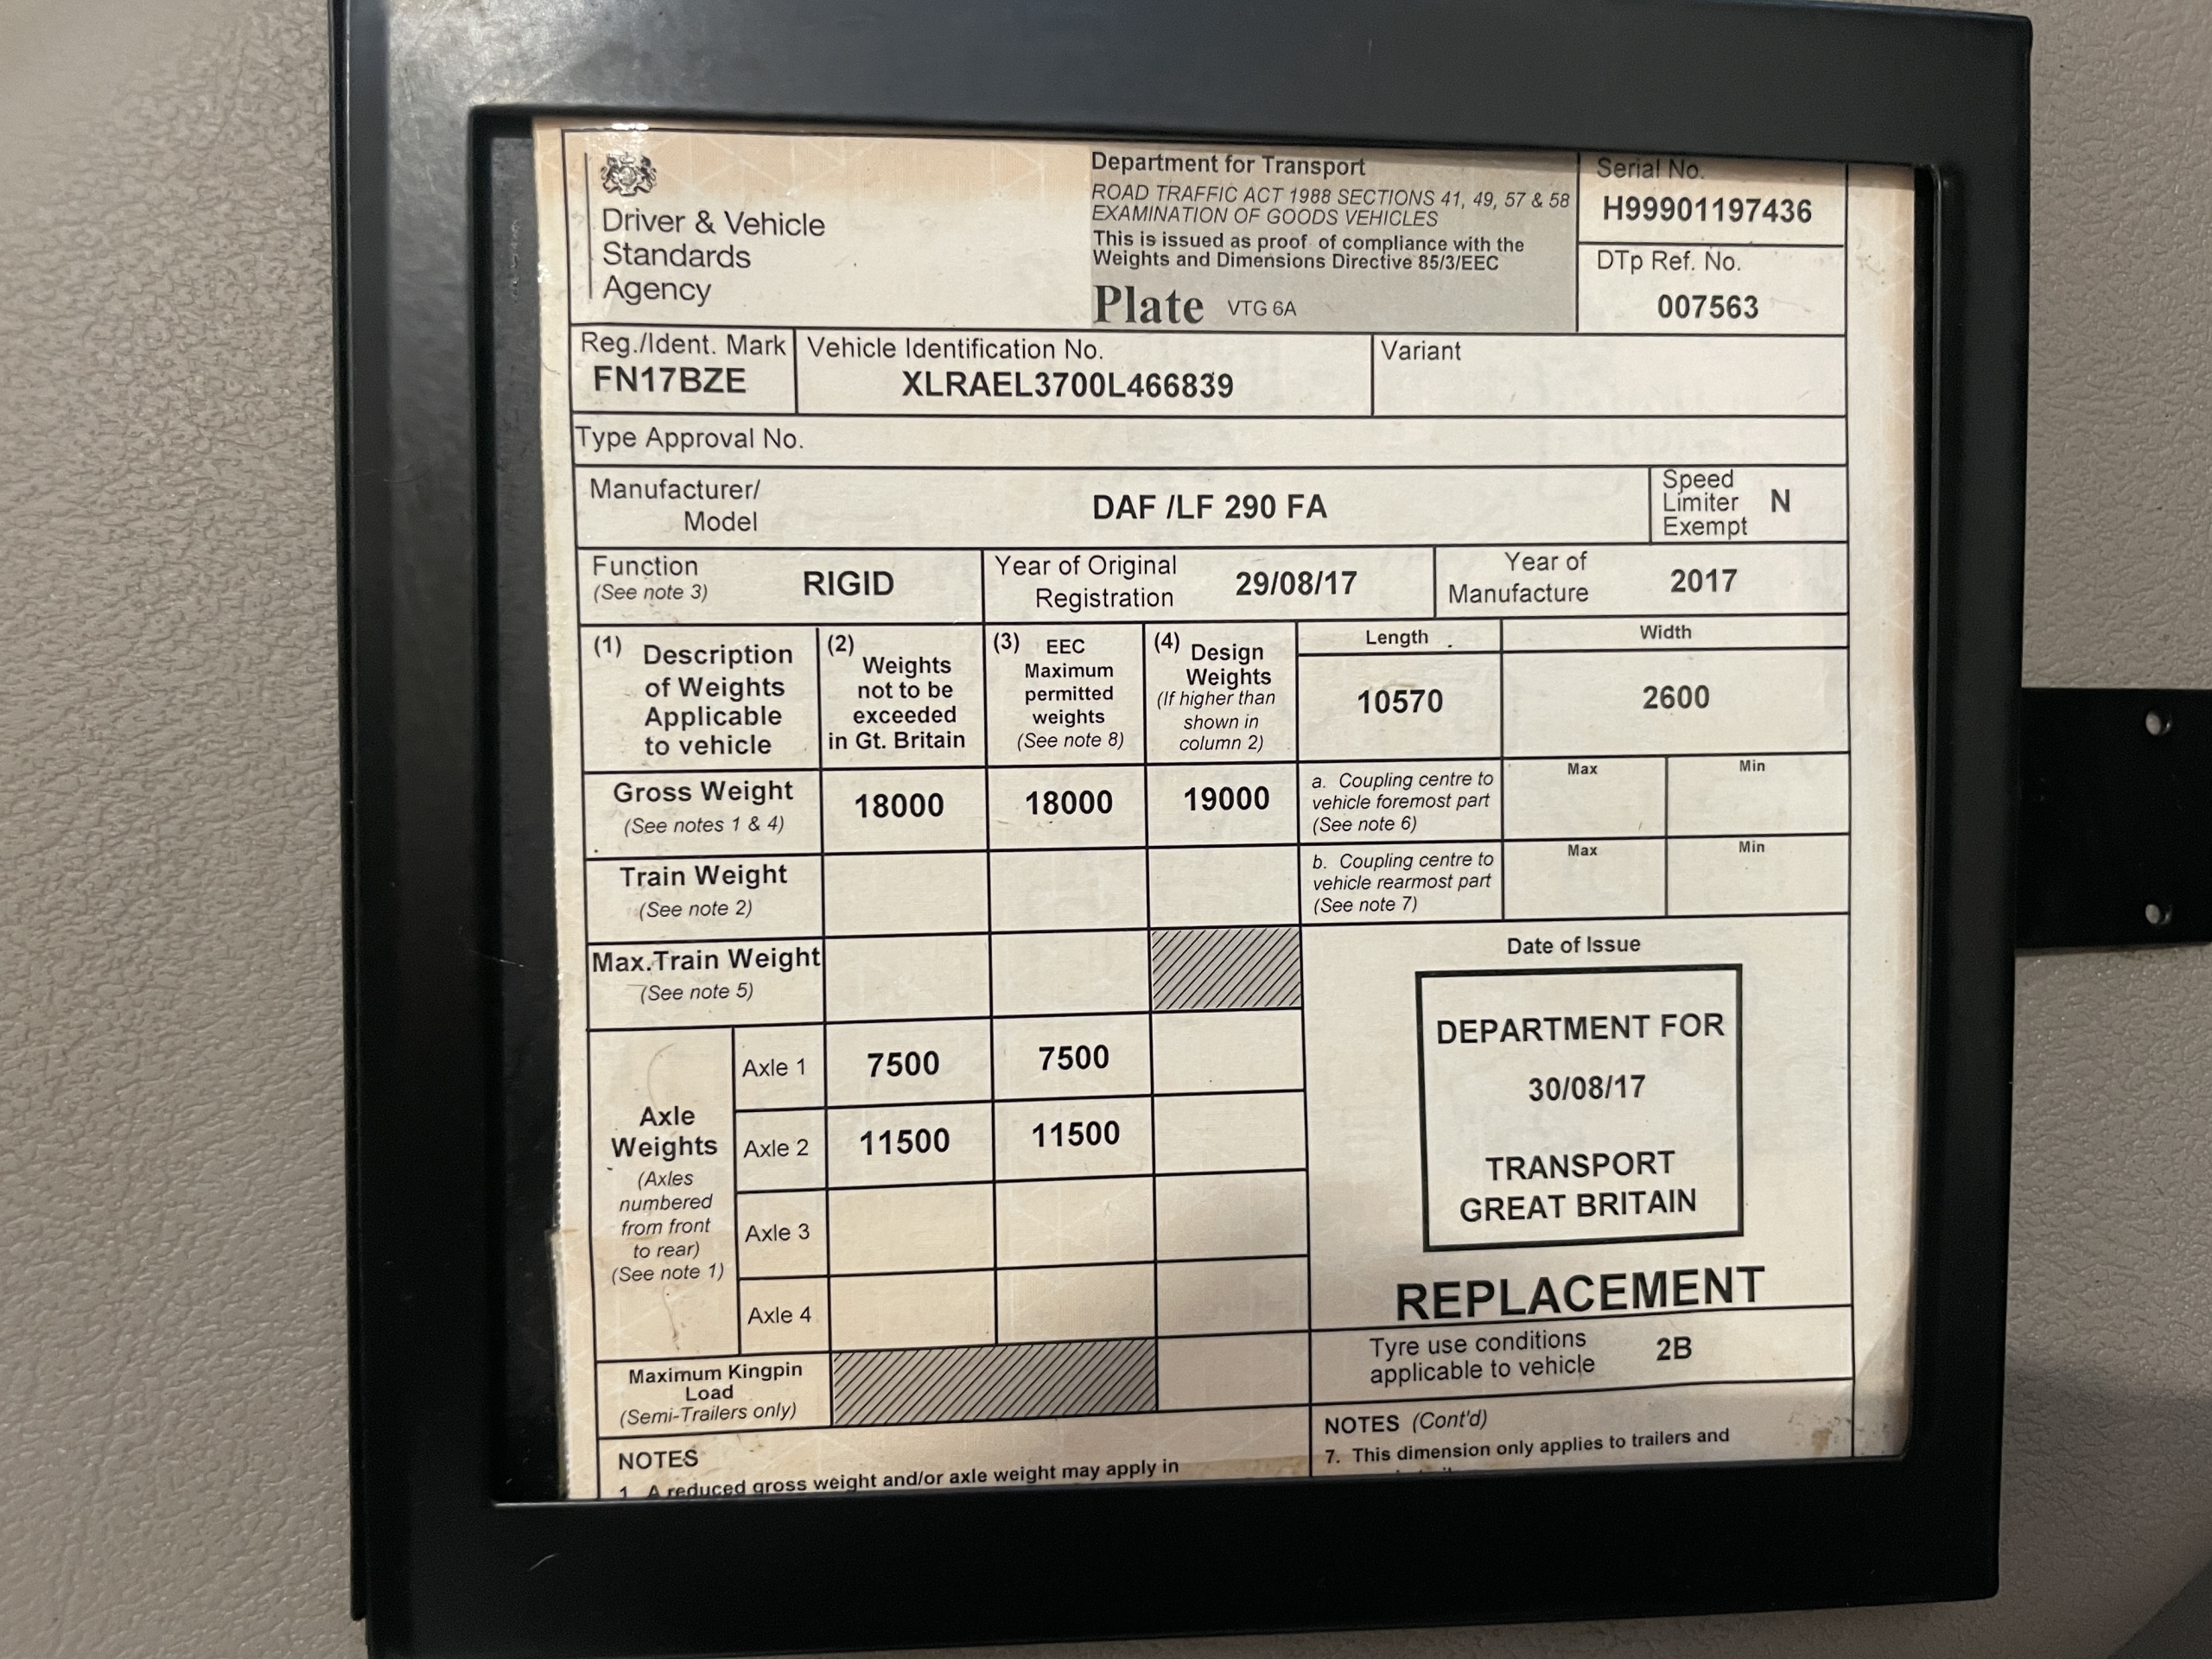 Driver & Vehicle
Standards
Agency
Department for Transport
ROAD TRAFFIC ACT 1988 SECTIONS 41, 49, 57 & 58
EXAMINATION OF GOODS VEHICLES
This is issued as proof of compliance with the
Weights and Dimensions Directive 85/3/EEC
Plate VTG 6A
Serial No.
H99901197436
DTp Ref. No.
007563
Reg./Ident. Mark
FN17BZE
Vehicle Identification No.
XLRAEL3700L466839
Variant
Type Approval No.
Manufacturer/
Model
DAF /LF 290 FA
Speed
Limiter
Exempt
N
Function
(See note 3)
RIGID
Year of Original
Registration
29/08/17
Year of
Manufacture
2017
(1) Description
of Weights
Applicable
to vehicle
(2) Weights
not to be
exceeded
in Gt. Britain
(3) EEC
Maximum
permitted
weights
(See note 8)
(4) Design
Weights
(If higher than
shown in
column 2)
Length
10570
Width
2600
Gross Weight
(See notes 1 & 4)
18000
18000
19000
a. Coupling centre to
vehicle foremost part
(See note 6)
Max
Min
Train Weight
(See note 2)
b. Coupling centre to
vehicle rearmost part
(See note 7)
Max
Min
Max.Train Weight
(See note 5)
Date of Issue
DEPARTMENT FOR
30/08/17
TRANSPORT
GREAT BRITAIN
REPLACEMENT
Axle
Weights
(Axles
numbered
from front
to rear)
(See note 1)
Axle 1
7500
7500
Axle 2
11500
11500
Axle 3
Axle 4
Tyre use conditions
applicable to vehicle
2B
Maximum Kingpin
Load
(Semi-Trailers only)
NOTES
1. A reduced gross weight and/or axle weight may apply in
NOTES (Cont'd)
7. This dimension only applies to trailers and